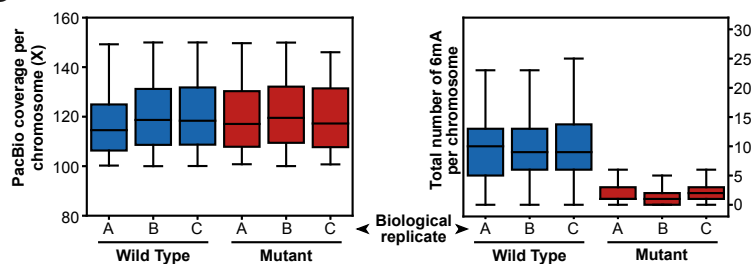 PacBio coverage per
chromosome (X)
160
140
120
100
80
A B C A B C
Wild Type Mutant
Biological
replicate
Total number of 6mA
per chromosome
30
25
20
15
10
5
0
A B C A B C
Wild Type Mutant